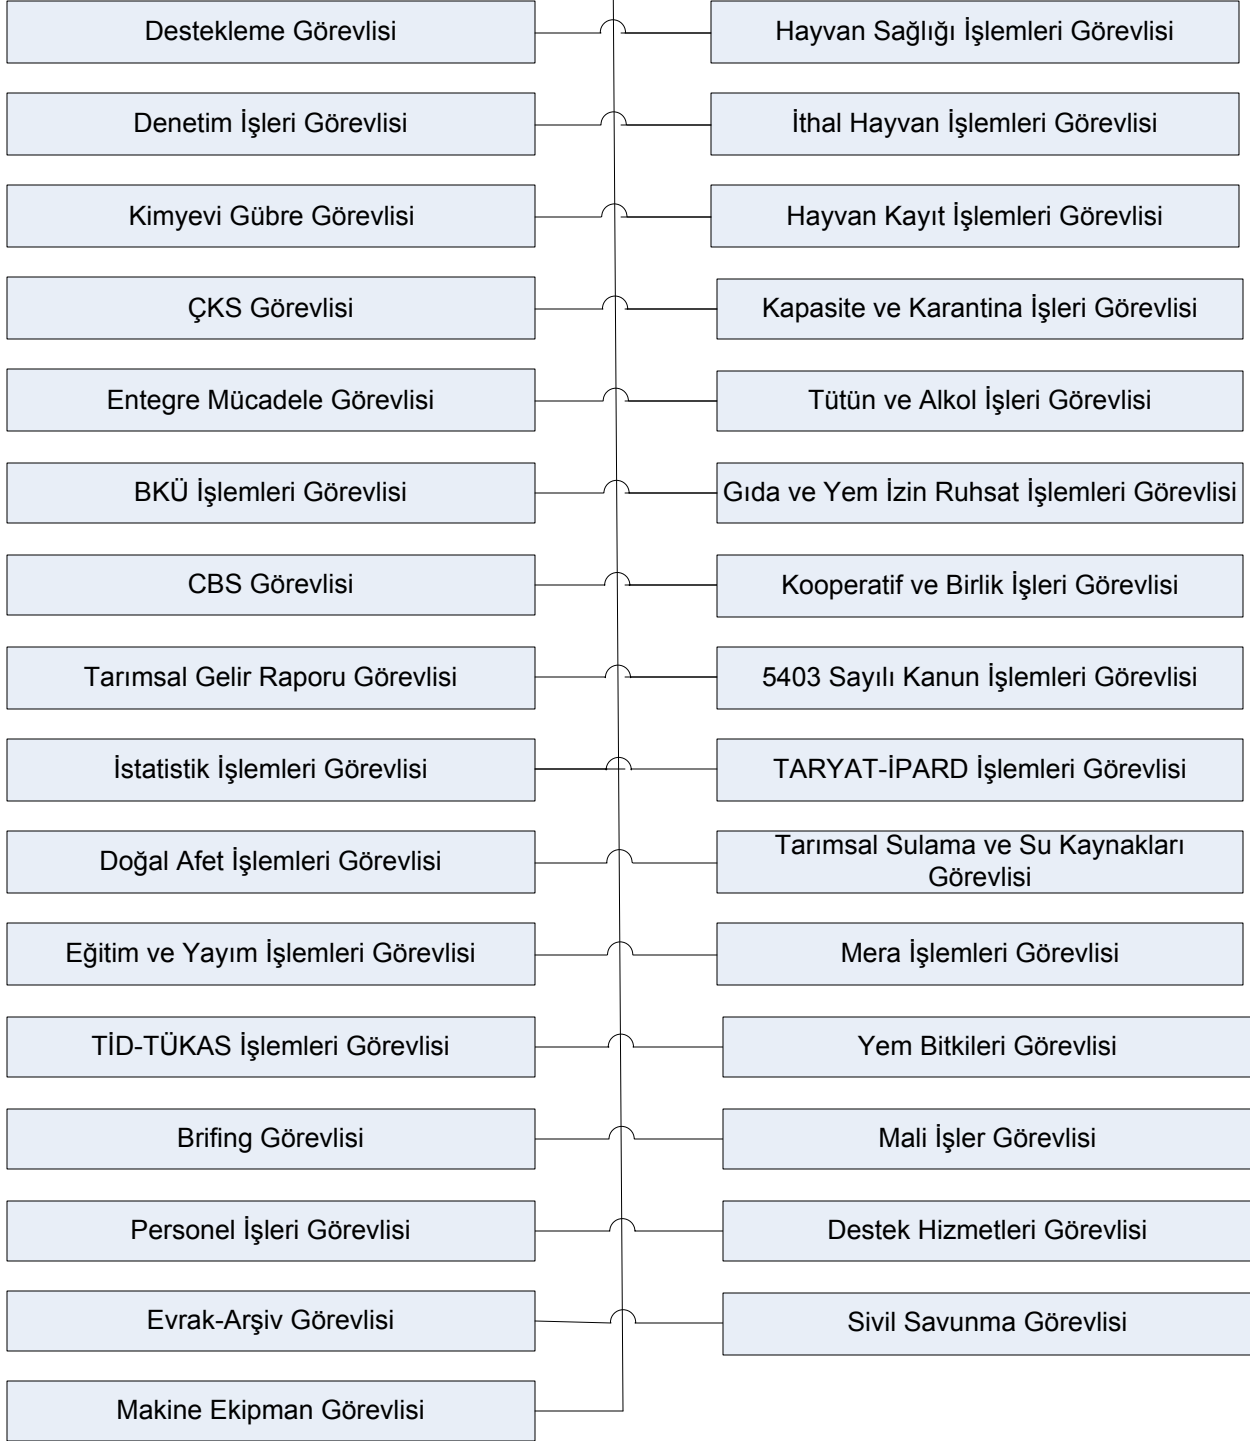 Destekleme Görevlisi
Hayvan Sağlığı İşlemleri Görevlisi
Denetim İşleri Görevlisi
İthal Hayvan İşlemleri Görevlisi
Kimyevi Gübre Görevlisi
Hayvan Kayıt İşlemleri Görevlisi
ÇKS Görevlisi
Kapasite ve Karantina İşleri Görevlisi
Entegre Mücadele Görevlisi
Tütün ve Alkol İşleri Görevlisi
BKÜ İşlemleri Görevlisi
Gıda ve Yem İzin Ruhsat İşlemleri Görevlisi
CBS Görevlisi
Kooperatif ve Birlik İşleri Görevlisi
Tarımsal Gelir Raporu Görevlisi
5403 Sayılı Kanun İşlemleri Görevlisi
İstatistik İşlemleri Görevlisi
TARYAT-İPARD İşlemleri Görevlisi
Doğal Afet İşlemleri Görevlisi
Tarımsal Sulama ve Su Kaynakları
Görevlisi
Eğitim ve Yayım İşlemleri Görevlisi
Mera İşlemleri Görevlisi
TİD-TÜKAS İşlemleri Görevlisi
Yem Bitkileri Görevlisi
Brifing Görevlisi
Mali İşler Görevlisi
Personel İşleri Görevlisi
Destek Hizmetleri Görevlisi
Evrak-Arşiv Görevlisi
Sivil Savunma Görevlisi
Makine Ekipman Görevlisi